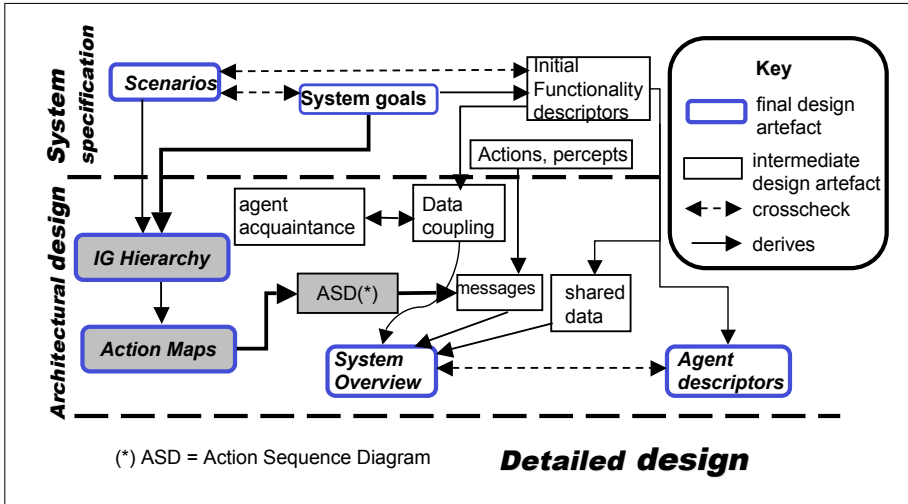 System
specification
Scenarios
System goals
Initial
Functionality
descriptors
Actions, percepts
Key
final design
artefact
intermediate
design artefact
crosscheck
derives
Architectural design
agent
acquaintance
Data
coupling
IG Hierarchy
ASD(*)
messages
shared
data
Action Maps
System
Overview
Agent
descriptors
(*) ASD = Action Sequence Diagram
Detailed design